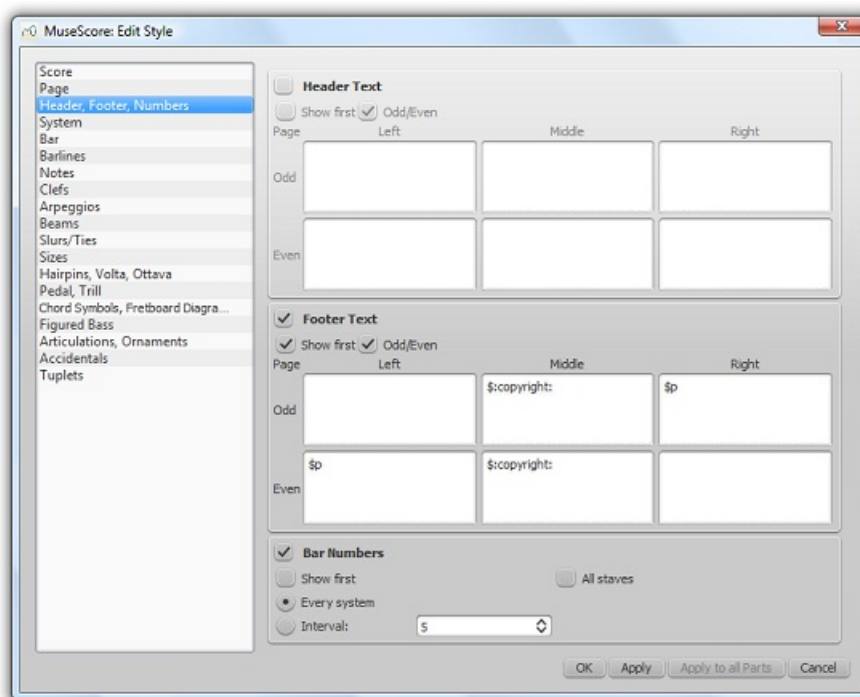 MuseScore: Edit Style
Score
Page
Header, Footer, Numbers
System
Bar
Barlines
Notes
Clefs
Arpeggios
Beams
Slurs/Ties
Sizes
Hairpins, Volta, Ottava
Pedal, Trill
Chord Symbols, Fretboard Diagra...
Figured Bass
Articulations, Ornaments
Accidentals
Tuplets
Header Text
Show first Odd/Even
Page Left Middle Right
Odd
Even
Footer Text
Show first Odd/Even
Page Left Middle Right
Odd $:copyright: $p
Even $p $:copyright:
Bar Numbers
Show first All staves
Every system
Interval: 5
OK Apply Apply to all Parts Cancel